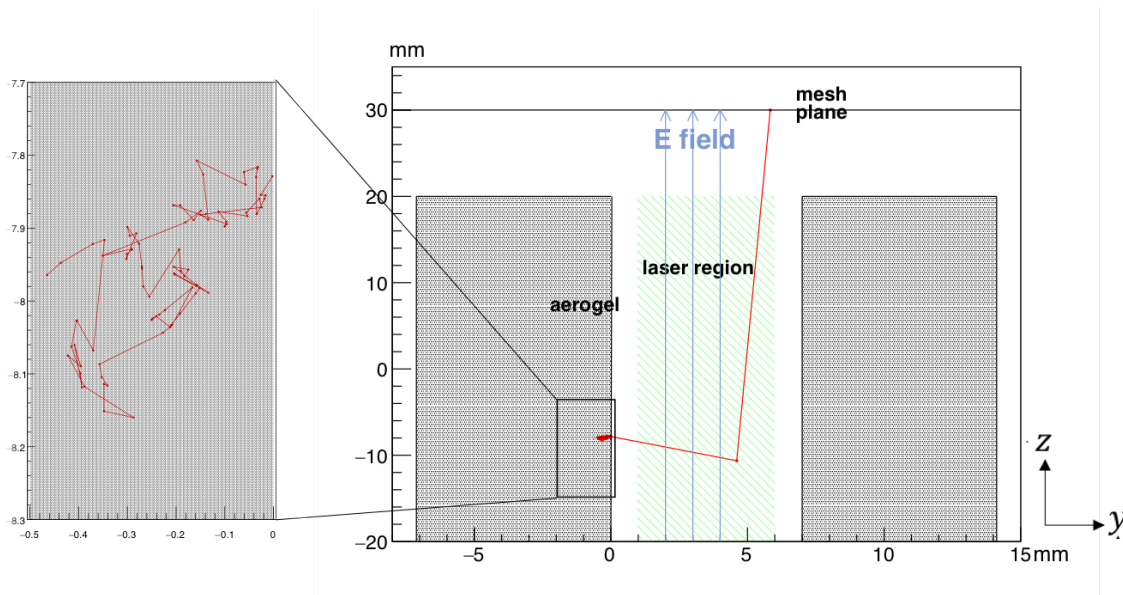 −7.7
−7.8
−7.9
−8
−8.1
−8.2
−8.3
−0.5 −0.4 −0.3 −0.2 −0.1 0
mm
30
20
10
0
−10
−20
−5 0 5 10 15 mm
mesh
plane
E field
laser region
aerogel
z
y